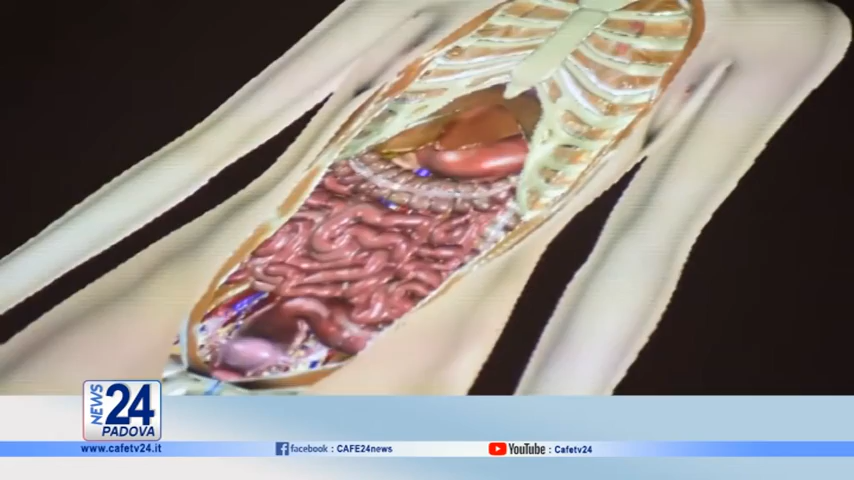 NEWS
24
PADOVA
www.cafetv24.it
facebook : CAFE24news
YouTube : Cafetv24